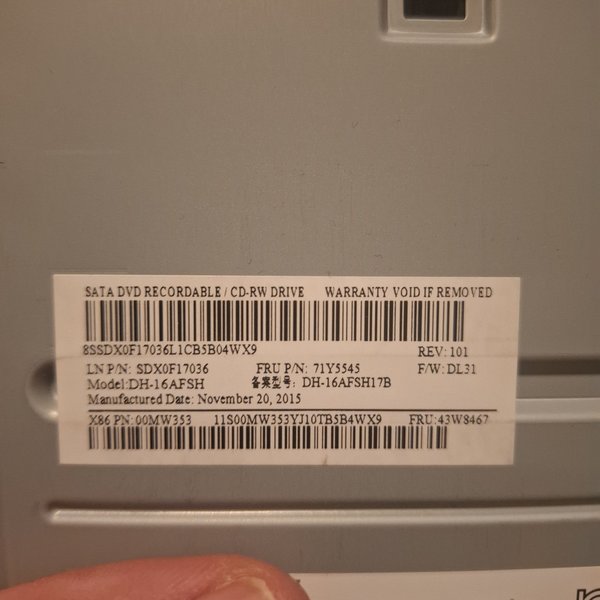 SATA DVD RECORDABLE / CD-RW DRIVE WARRANTY VOID IF REMOVED
8SSDX0F17036L1CB5B04WX9 REV: 101
LN P/N: SDX0F17036 FRU P/N: 71Y5545 F/W: DL31
Model:DH-16AFSH 备案型号: DH-16AFSH17B
Manufactured Date: November 20, 2015
X86 PN: 00MW353 11S00MW353YJ10TB5B4WX9 FRU:43W8467